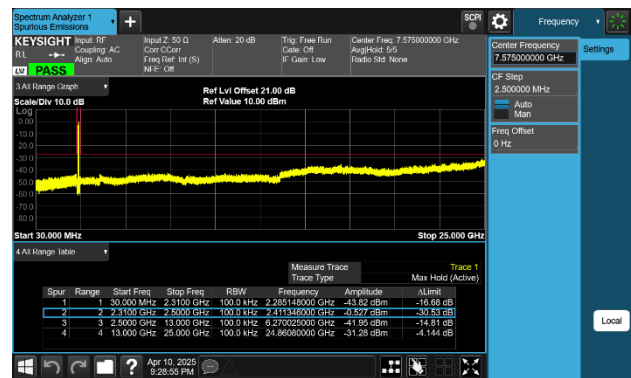 Spectrum Analyzer 1
Spurious Emissions
+
SCPI
Frequency
KEYSIGHT
RL
Input: RF
Coupling: AC
Align: Auto
Input Z: 50 Ω
Corr CCorr
Freq Ref: Int (S)
NFE: Off
Atten: 20 dB
Trig: Free Run
Gate: Off
IF Gain: Low
Center Freq: 7.575000000 GHz
Avg|Hold: 5/5
Radio Std: None
LW PASS
Center Frequency
7.575000000 GHz
Settings
CF Step
2.500000 MHz
Auto
Man
Freq Offset
0 Hz
3 All Range Graph
Scale/Div 10.0 dB
Ref Lvl Offset 21.00 dB
Ref Value 10.00 dBm
Log
0.00
-10.0
-20.0
-30.0
-40.0
-50.0
-60.0
-70.0
-80.0
Start 30.000 MHz
Stop 25.000 GHz
4 All Range Table
Measure Trace Trace 1
Trace Type Max Hold (Active)
Spur Range Start Freq Stop Freq RBW Frequency Amplitude ΔLimit
1 1 30.000 MHz 2.3100 GHz 100.0 kHz 2.285148000 GHz -43.82 dBm -16.68 dB
2 2 2.3100 GHz 2.5000 GHz 100.0 kHz 2.411346000 GHz -0.527 dBm -30.53 dB
3 3 2.5000 GHz 13.000 GHz 100.0 kHz 6.270025000 GHz -41.95 dBm -14.81 dB
4 4 13.000 GHz 25.000 GHz 100.0 kHz 24.86080000 GHz -31.28 dBm -4.144 dB
Local
?
Apr 10, 2025
9:28:55 PM